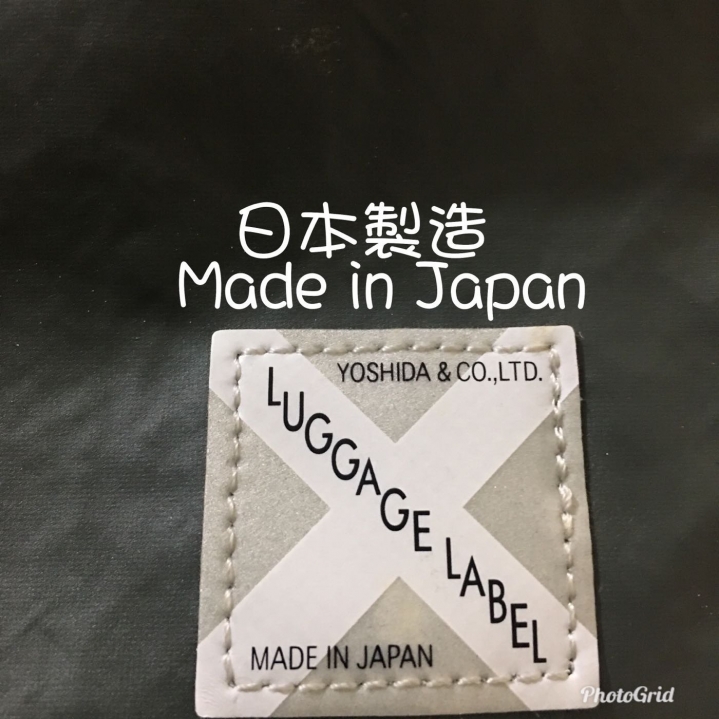 日本製造
Made in Japan
YOSHIDA & CO.,LTD.
LUGGAGE LABEL
MADE IN JAPAN
PhotoGrid